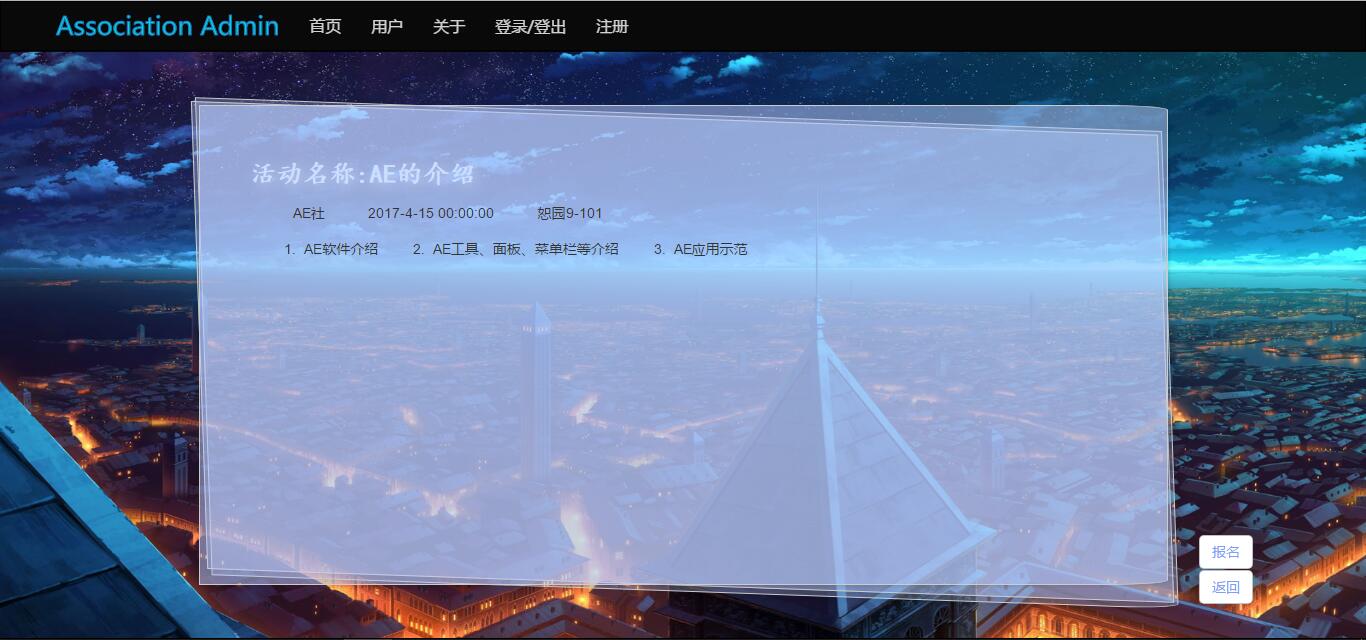 Association Admin 首页 用户 关于 登录/登出 注册
活动名称:AE的介绍
AE社 2017-4-15 00:00:00 恕园9-101
1. AE软件介绍 2. AE工具、面板、菜单栏等介绍 3. AE应用示范
报名
返回